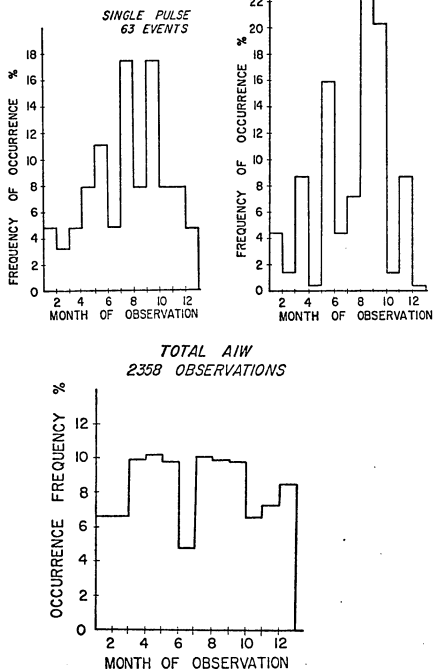 SINGLE PULSE
63 EVENTS
FREQUENCY OF OCCURRENCE %
18
16
14
12
10
8
6
4
2
0
2 4 6 8 10 12
MONTH OF OBSERVATION
FREQUENCY OF OCCURRENCE %
22
20
18
16
14
12
10
8
6
4
2
0
2 4 6 8 10 12
MONTH OF OBSERVATION
TOTAL AIW
2358 OBSERVATIONS
OCCURRENCE FREQUENCY %
12
10
8
6
4
2
0
2 4 6 8 10 12
MONTH OF OBSERVATION